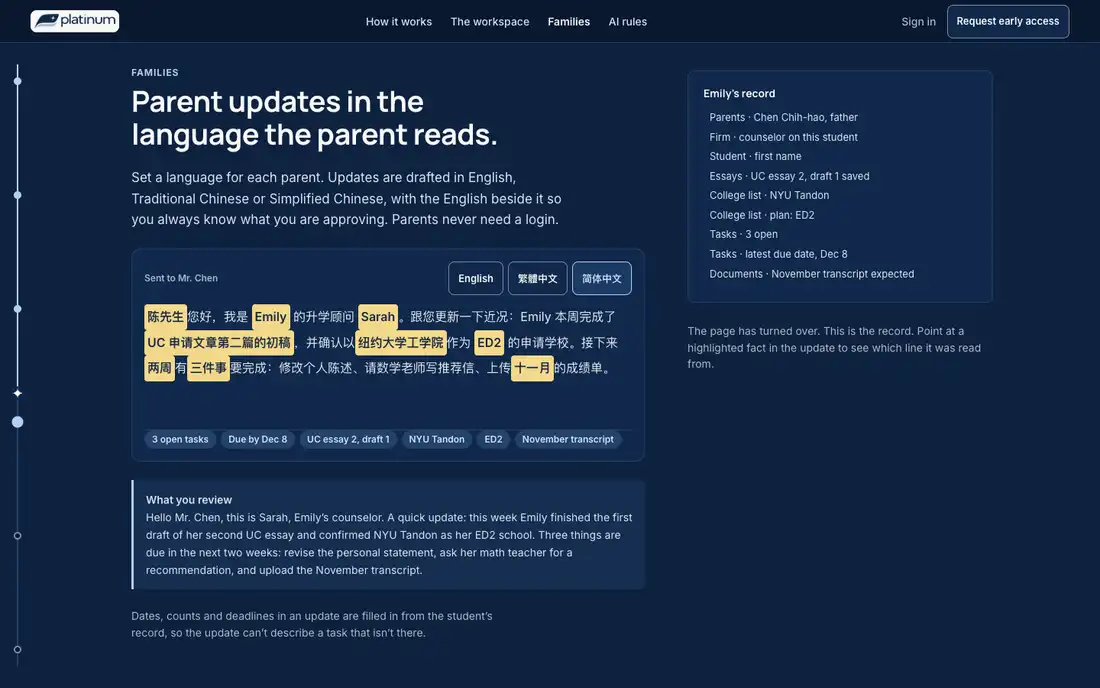 platinum
How it works
The workspace
Families
AI rules
Sign in
Request early access
FAMILIES
Parent updates in the
language the parent reads.
Set a language for each parent. Updates are drafted in English,
Traditional Chinese or Simplified Chinese, with the English beside it so
you always know what you are approving. Parents never need a login.
Sent to Mr. Chen
English
繁體中文
简体中文
陈先生您好，我是 Emily 的升学顾问 Sarah 。跟您更新一下近况：Emily 本周完成了
UC 申请文章第二篇的初稿 ，并确认以纽约大学工学院作为 ED2 的申请学校。接下来
两周有三件事要完成：修改个人陈述、请数学老师写推荐信、上传十一月的成绩单。
3 open tasks
Due by Dec 8
UC essay 2, draft 1
NYU Tandon
ED2
November transcript
What you review
Hello Mr. Chen, this is Sarah, Emily’s counselor. A quick update: this week Emily finished the first
draft of her second UC essay and confirmed NYU Tandon as her ED2 school. Three things are
due in the next two weeks: revise the personal statement, ask her math teacher for a
recommendation, and upload the November transcript.
Dates, counts and deadlines in an update are filled in from the student’s
record, so the update can’t describe a task that isn’t there.
Emily’s record
Parents · Chen Chih-hao, father
Firm · counselor on this student
Student · first name
Essays · UC essay 2, draft 1 saved
College list · NYU Tandon
College list · plan: ED2
Tasks · 3 open
Tasks · latest due date, Dec 8
Documents · November transcript expected
The page has turned over. This is the record. Point at a
highlighted fact in the update to see which line it was read
from.